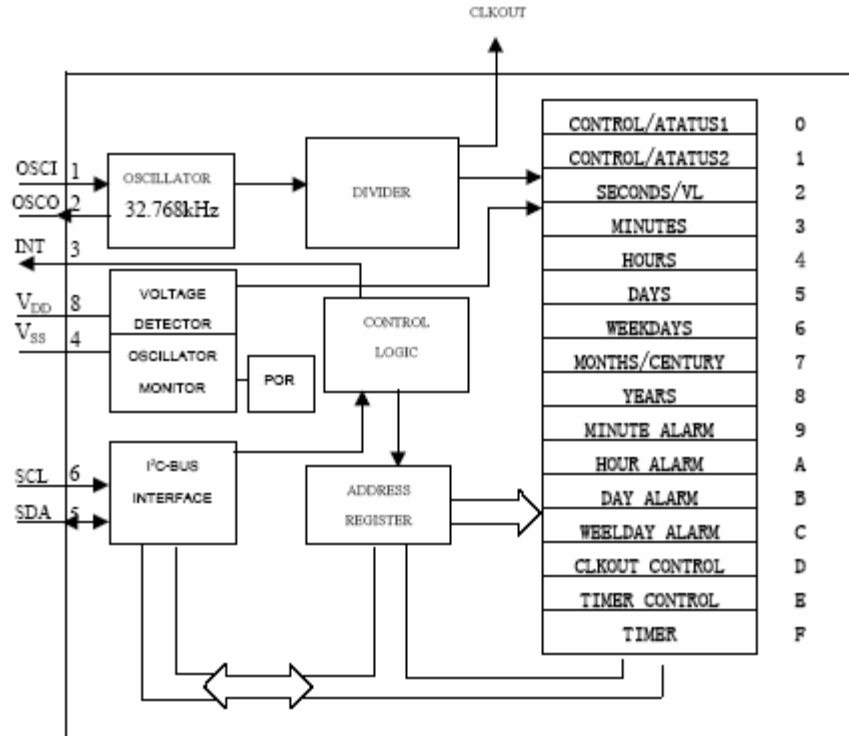 CLKOUT
OSCI 1
OSCO 2
INT 3
VDD 8
VSS 4
SCL 6
SDA 5
OSCILLATOR
32.768kHz
DIVIDER
VOLTAGE
DETECTOR
OSCILLATOR
MONITOR
POR
CONTROL
LOGIC
I²C-BUS
INTERFACE
ADDRESS
REGISTER
CONTROL/ATATUS1 0
CONTROL/ATATUS2 1
SECONDS/VL 2
MINUTES 3
HOURS 4
DAYS 5
WEEKDAYS 6
MONTHS/CENTURY 7
YEARS 8
MINUTE ALARM 9
HOUR ALARM A
DAY ALARM B
WEELDAY ALARM C
CLKOUT CONTROL D
TIMER CONTROL E
TIMER F